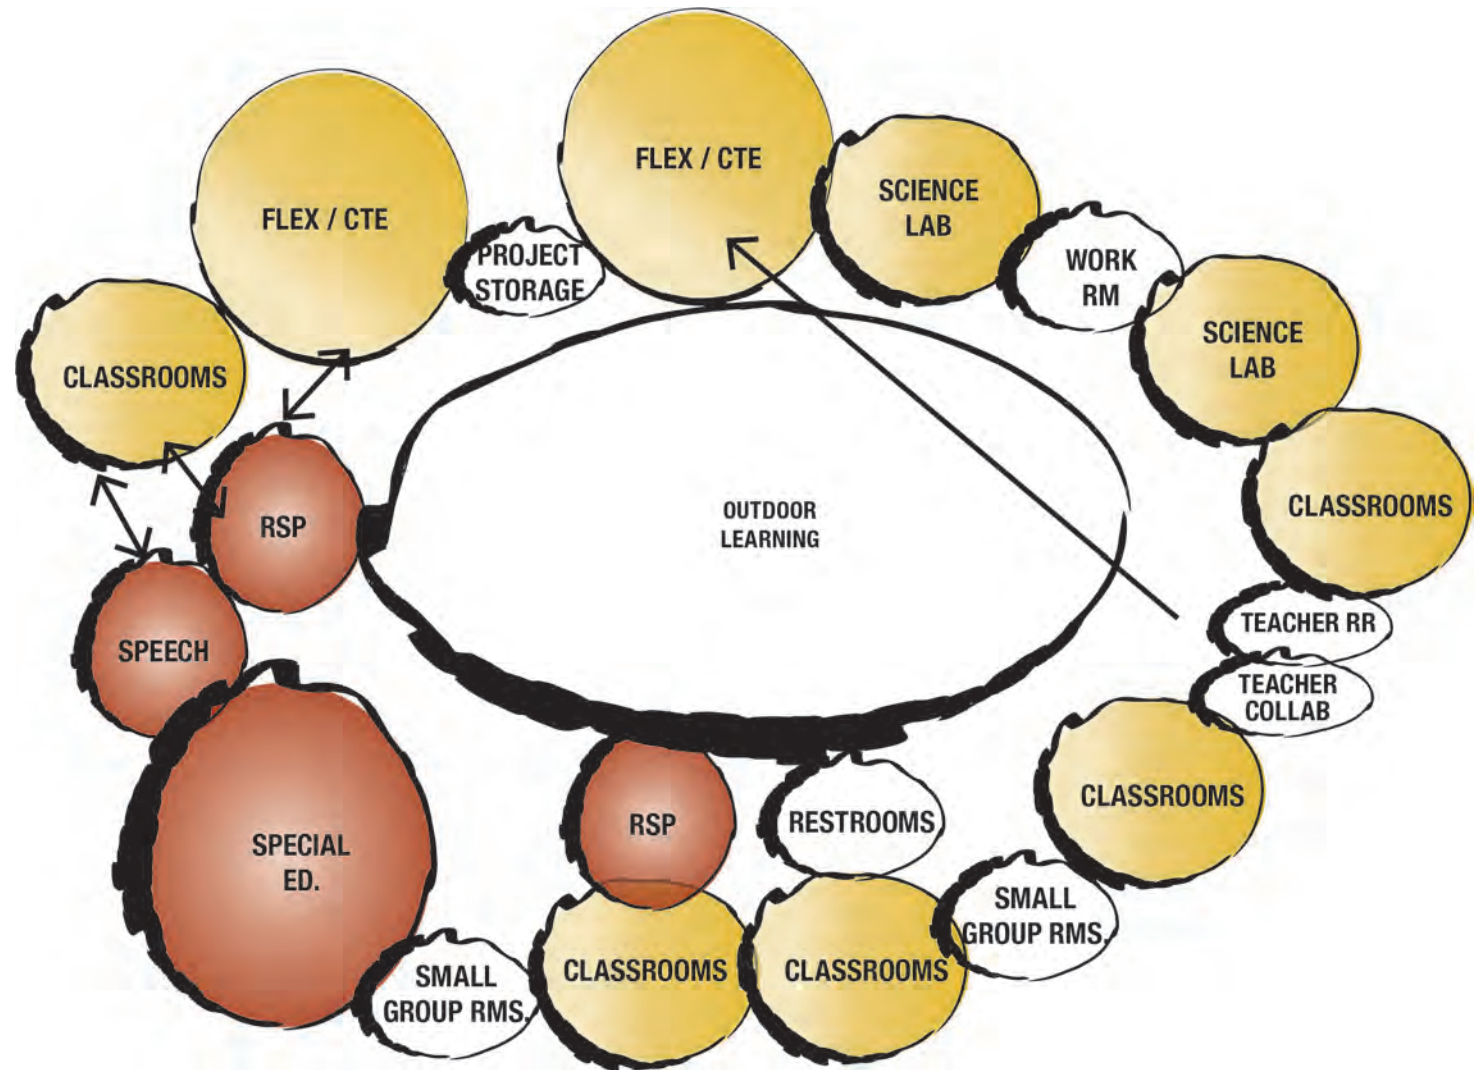 FLEX / CTE
SCIENCE
LAB
FLEX / CTE
PROJECT
STORAGE
WORK
RM
SCIENCE
LAB
CLASSROOMS
CLASSROOMS
RSP
OUTDOOR
LEARNING
SPEECH
TEACHER RR
TEACHER
COLLAB
CLASSROOMS
SPECIAL
ED.
RSP
RESTROOMS
SMALL
GROUP RMS.
SMALL
GROUP RMS.
CLASSROOMS
CLASSROOMS